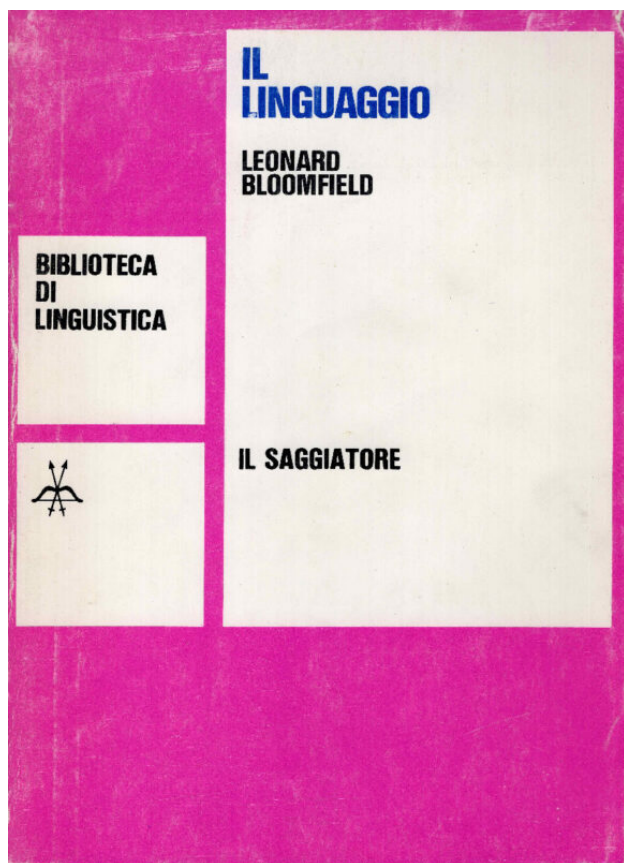 IL
LINGUAGGIO
LEONARD
BLOOMFIELD
BIBLIOTECA
DI
LINGUISTICA
IL SAGGIATORE